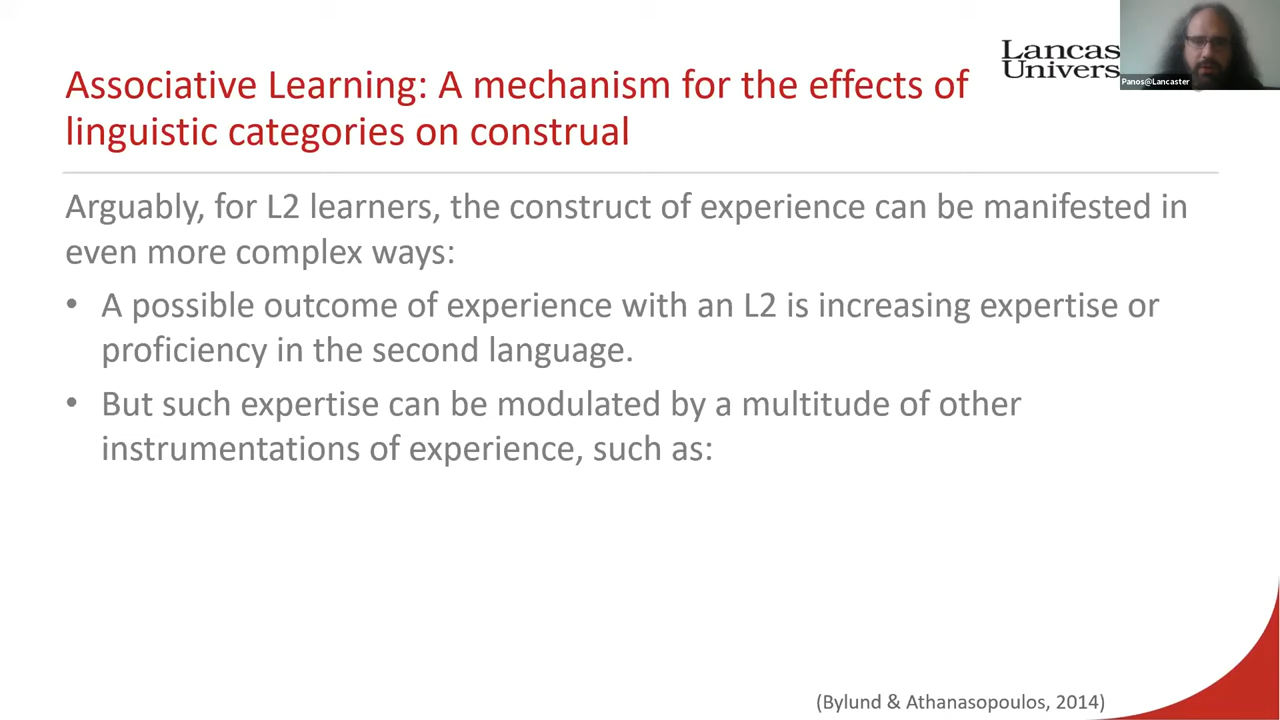 Lancas
Univers
Panos@Lancaster
Associative Learning: A mechanism for the effects of
linguistic categories on construal
Arguably, for L2 learners, the construct of experience can be manifested in
even more complex ways:
• A possible outcome of experience with an L2 is increasing expertise or
proficiency in the second language.
• But such expertise can be modulated by a multitude of other
instrumentations of experience, such as:
(Bylund & Athanasopoulos, 2014)